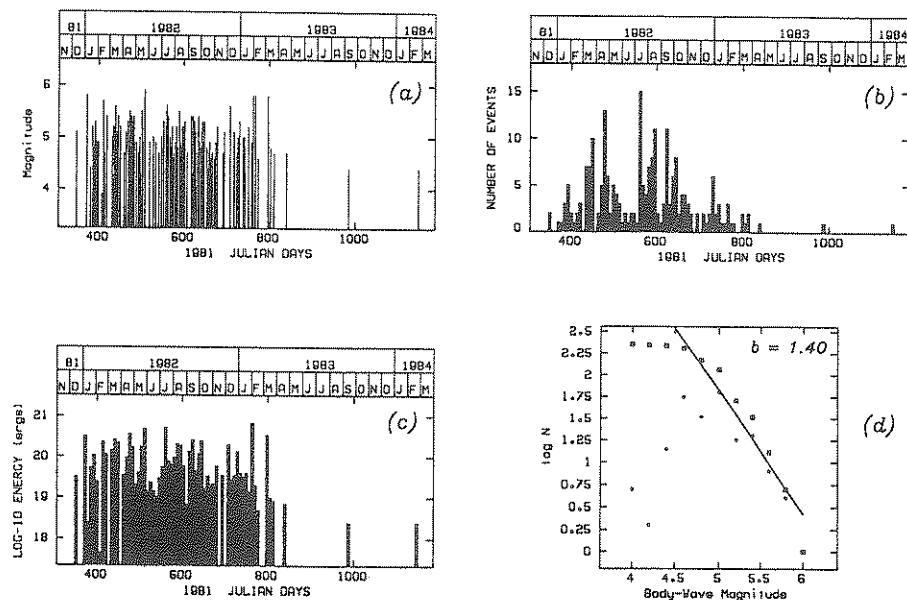 81 1982 1983 1984
N D J F M A M J J A S O N D J F M A M J J A S O N D J F M
(a)
Magnitude
6
5
4
400 600 800 1000
1981 JULIAN DAYS
81 1982 1983 1984
N D J F M A M J J A S O N D J F M A M J J A S O N D J F M
(b)
NUMBER OF EVENTS
15
10
5
0
400 600 800 1000
1981 JULIAN DAYS
81 1982 1983 1984
N D J F M A M J J A S O N D J F M A M J J A S O N D J F M
(c)
LOG-10 ENERGY (ergs)
21
20
19
18
400 600 800 1000
1981 JULIAN DAYS
b = 1.40
(d)
log N
2.5
2.25
2
1.75
1.5
1.25
1
0.75
0.5
0.25
0
4 4.5 5 5.5 6
Body-Wave Magnitude